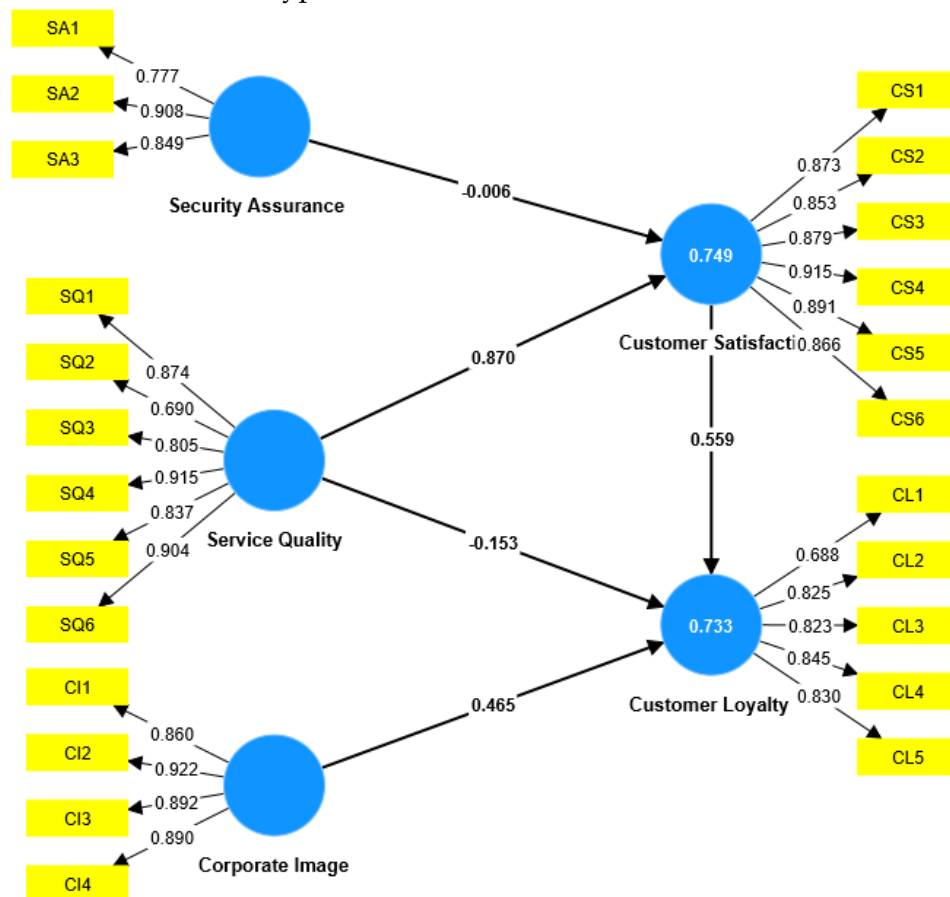 SA1
SA2
SA3
0.777
0.908
0.849
Security Assurance
-0.006
SQ1
SQ2
SQ3
SQ4
SQ5
SQ6
0.874
0.690
0.805
0.915
0.837
0.904
Service Quality
0.870
-0.153
CI1
CI2
CI3
CI4
0.860
0.922
0.892
0.890
Corporate Image
0.465
0.749
Customer Satisfacti
0.559
CS1
CS2
CS3
CS4
CS5
CS6
0.873
0.853
0.879
0.915
0.891
0.866
0.733
Customer Loyalty
CL1
CL2
CL3
CL4
CL5
0.688
0.825
0.823
0.845
0.830